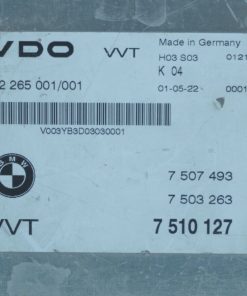 VDO VVT Made in Germany
H03 S03 0121
K 04
2 265 001/001 01-05-22 0001
V003YB3D03030001
BMW
7 507 493
7 503 263
VVT 7 510 127